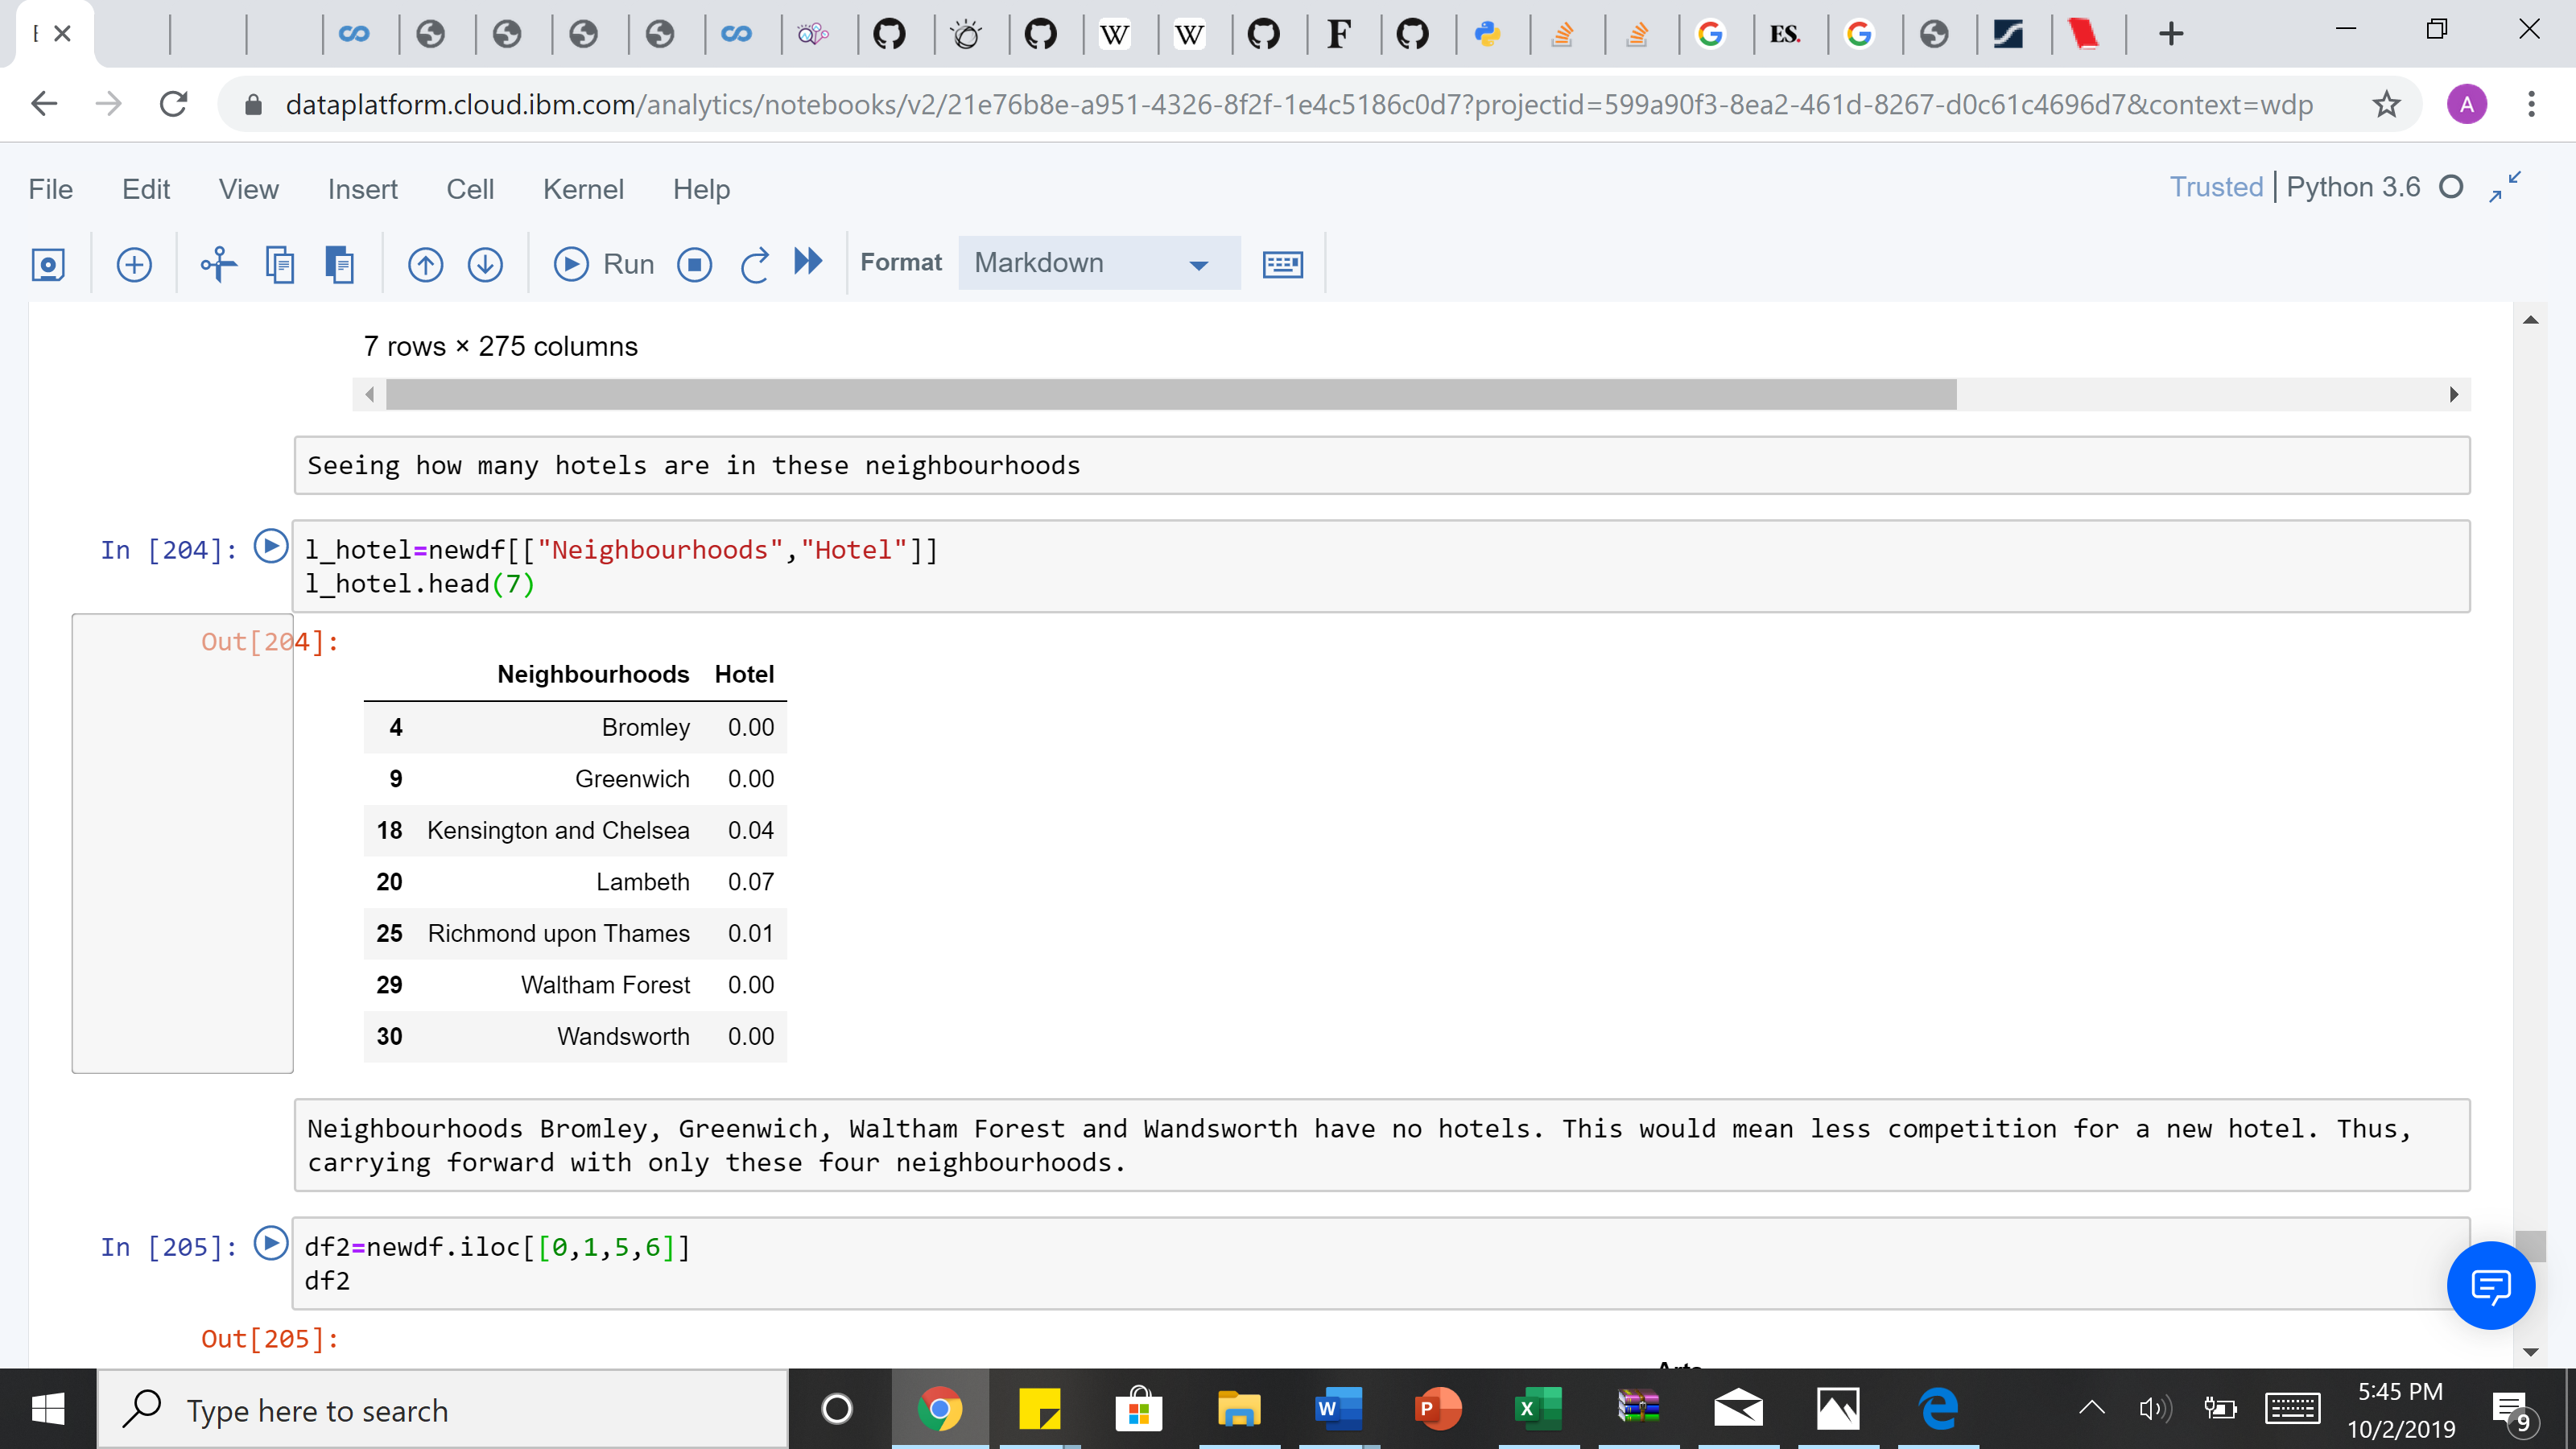 W W F ES. G G
dataplatform.cloud.ibm.com/analytics/notebooks/v2/21e76b8e-a951-4326-8f2f-1e4c5186c0d7?projectid=599a90f3-8ea2-461d-8267-d0c61c4696d7&context=wdp A
File Edit View Insert Cell Kernel Help Trusted | Python 3.6
Run Format Markdown
7 rows × 275 columns
Seeing how many hotels are in these neighbourhoods
In [204]: l_hotel=newdf[["Neighbourhoods","Hotel"]]
l_hotel.head(7)
Out[204]:
Neighbourhoods Hotel
4 Bromley 0.00
9 Greenwich 0.00
18 Kensington and Chelsea 0.04
20 Lambeth 0.07
25 Richmond upon Thames 0.01
29 Waltham Forest 0.00
30 Wandsworth 0.00
Neighbourhoods Bromley, Greenwich, Waltham Forest and Wandsworth have no hotels. This would mean less competition for a new hotel. Thus,
carrying forward with only these four neighbourhoods.
In [205]: df2=newdf.iloc[[0,1,5,6]]
df2
Out[205]:
Type here to search
W P X
5:45 PM
10/2/2019
9